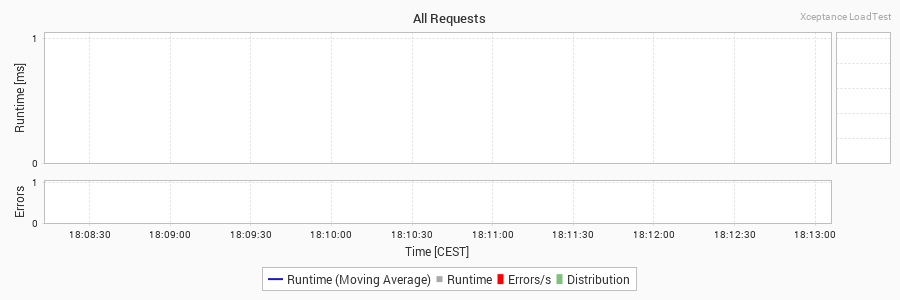 All Requests
Xceptance LoadTest
1
Runtime [ms]
0
1
Errors
0
18:08:30 18:09:00 18:09:30 18:10:00 18:10:30 18:11:00 18:11:30 18:12:00 18:12:30 18:13:00
Time [CEST]
Runtime (Moving Average) Runtime Errors/s Distribution